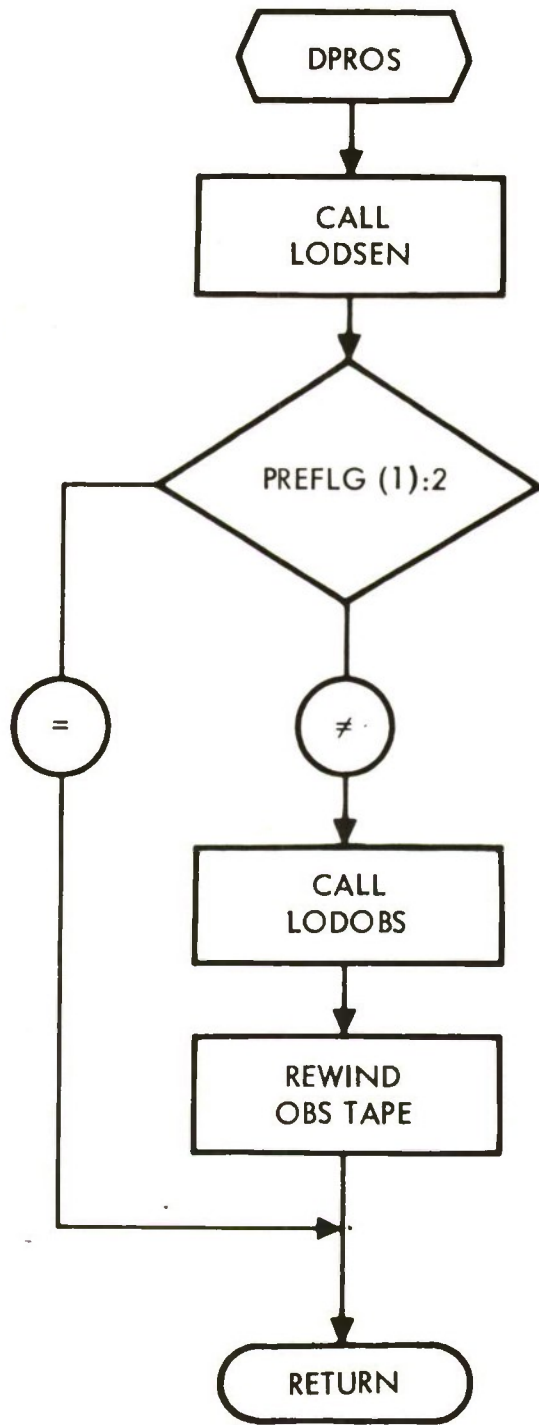 DPROS
CALL
LODSEN
PREFLG (1):2
=
≠
CALL
LODOBS
REWIND
OBS TAPE
RETURN